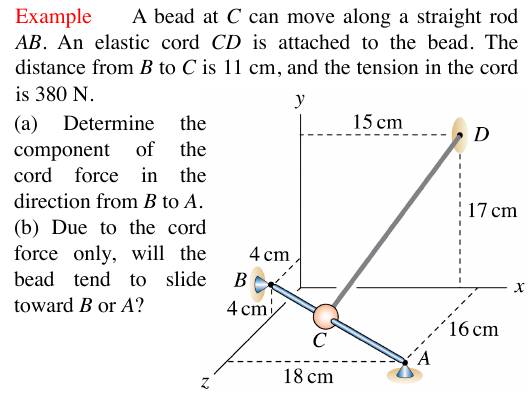 Example A bead at C can move along a straight rod
AB. An elastic cord CD is attached to the bead. The
distance from B to C is 11 cm, and the tension in the cord
is 380 N.
(a) Determine the
component of the
cord force in the
direction from B to A.
(b) Due to the cord
force only, will the
bead tend to slide
toward B or A?
y
15 cm
D
17 cm
4 cm
B
x
4 cm
C
16 cm
A
18 cm
z